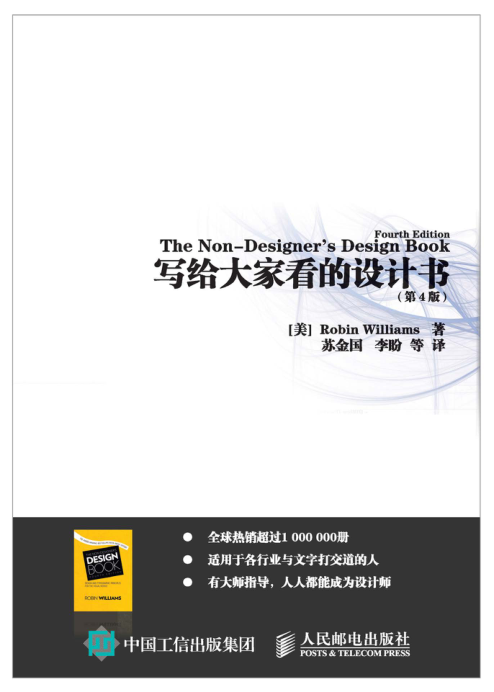 Fourth Edition
The Non-Designer's Design Book
写给大家看的设计书
（第4版）
［美］ Robin Williams 著
苏金国 李盼 等 译
● 全球热销超过1 000 000册
● 适用于各行业与文字打交道的人
● 有大师指导，人人都能成为设计师
DESIGN
BOOK
ROBIN WILLIAMS
中国工信出版集团
人民邮电出版社
POSTS & TELECOM PRESS